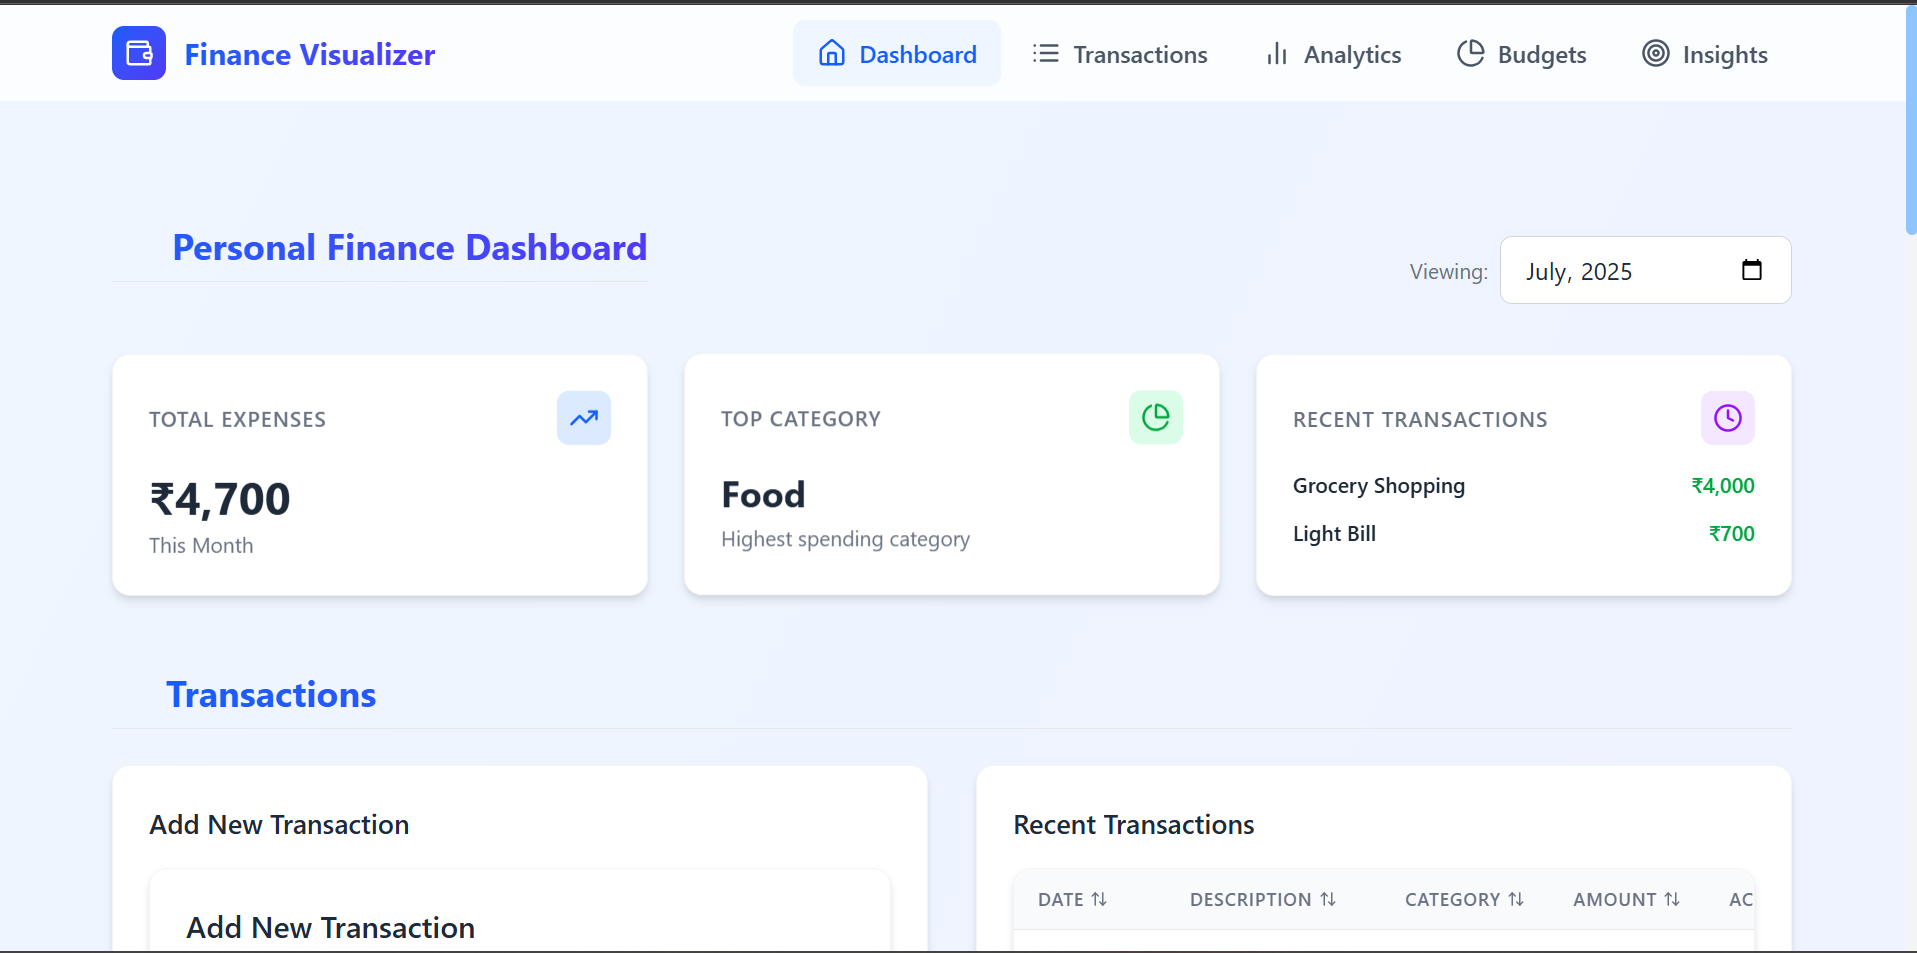 Finance Visualizer
Dashboard
Transactions
Analytics
Budgets
Insights
Personal Finance Dashboard
Viewing:
July, 2025
TOTAL EXPENSES
₹4,700
This Month
TOP CATEGORY
Food
Highest spending category
RECENT TRANSACTIONS
Grocery Shopping ₹4,000
Light Bill ₹700
Transactions
Add New Transaction
Add New Transaction
Recent Transactions
DATE DESCRIPTION CATEGORY AMOUNT AC